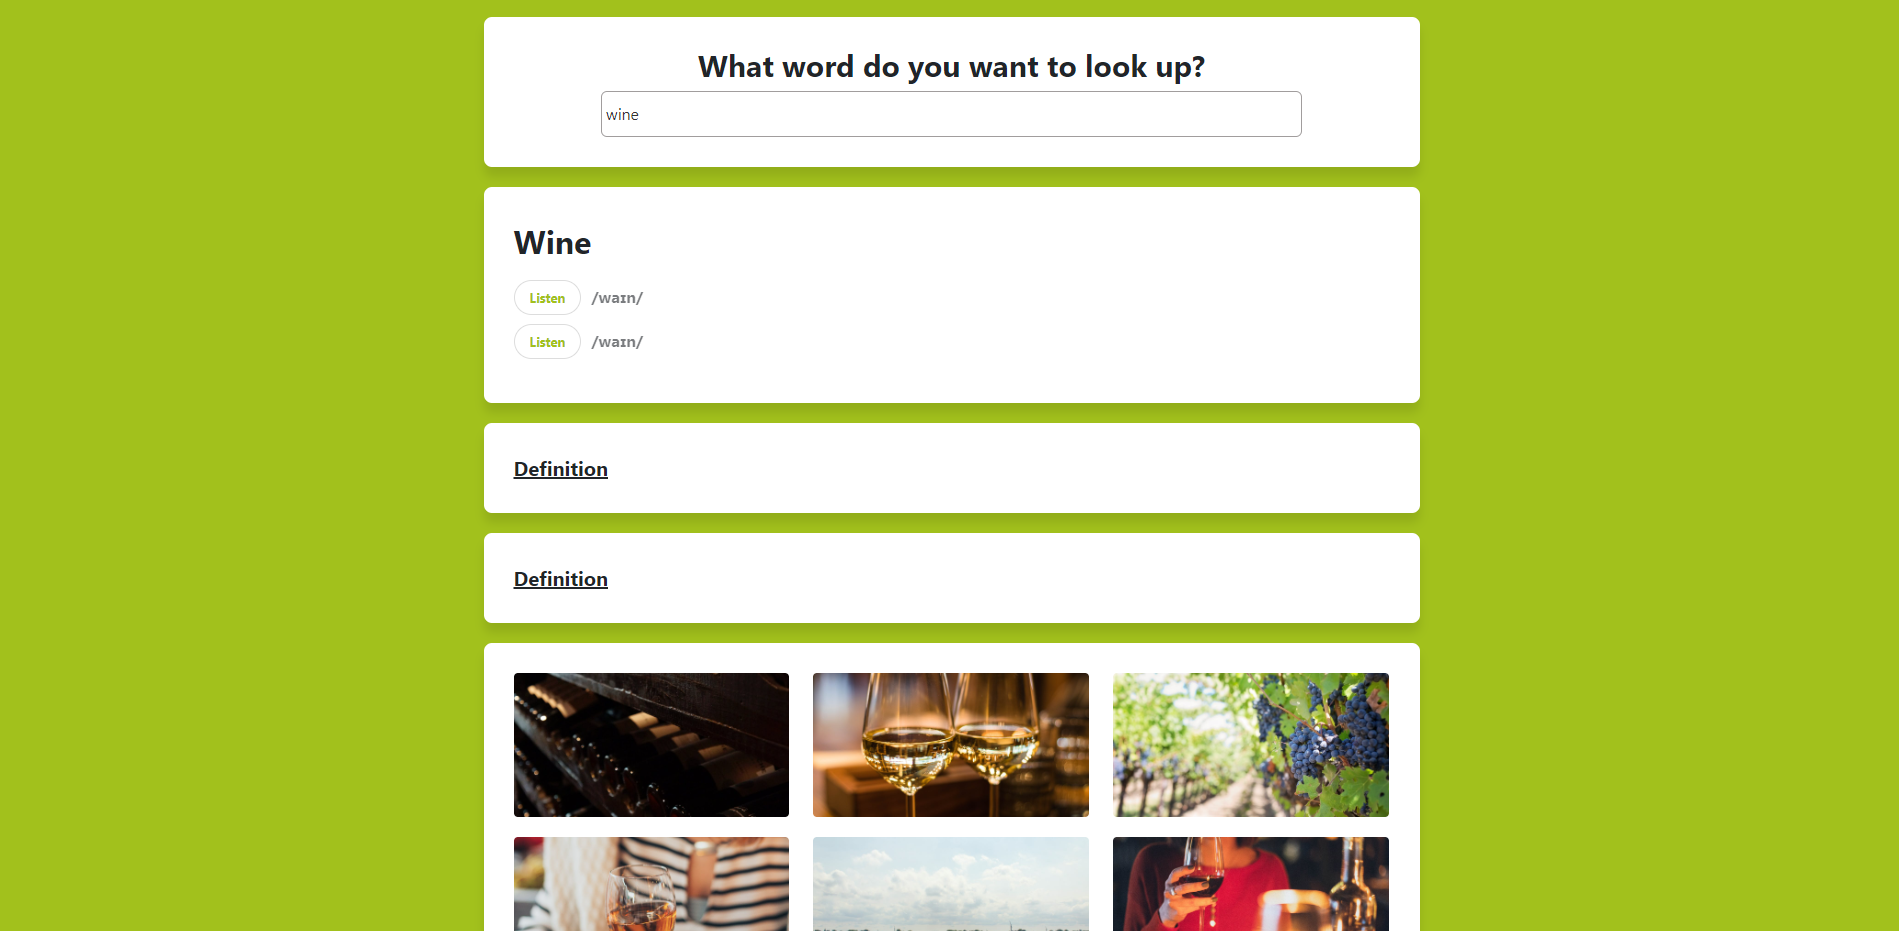 What word do you want to look up?
wine
Wine
Listen /waɪn/
Listen /waɪn/
Definition
Definition